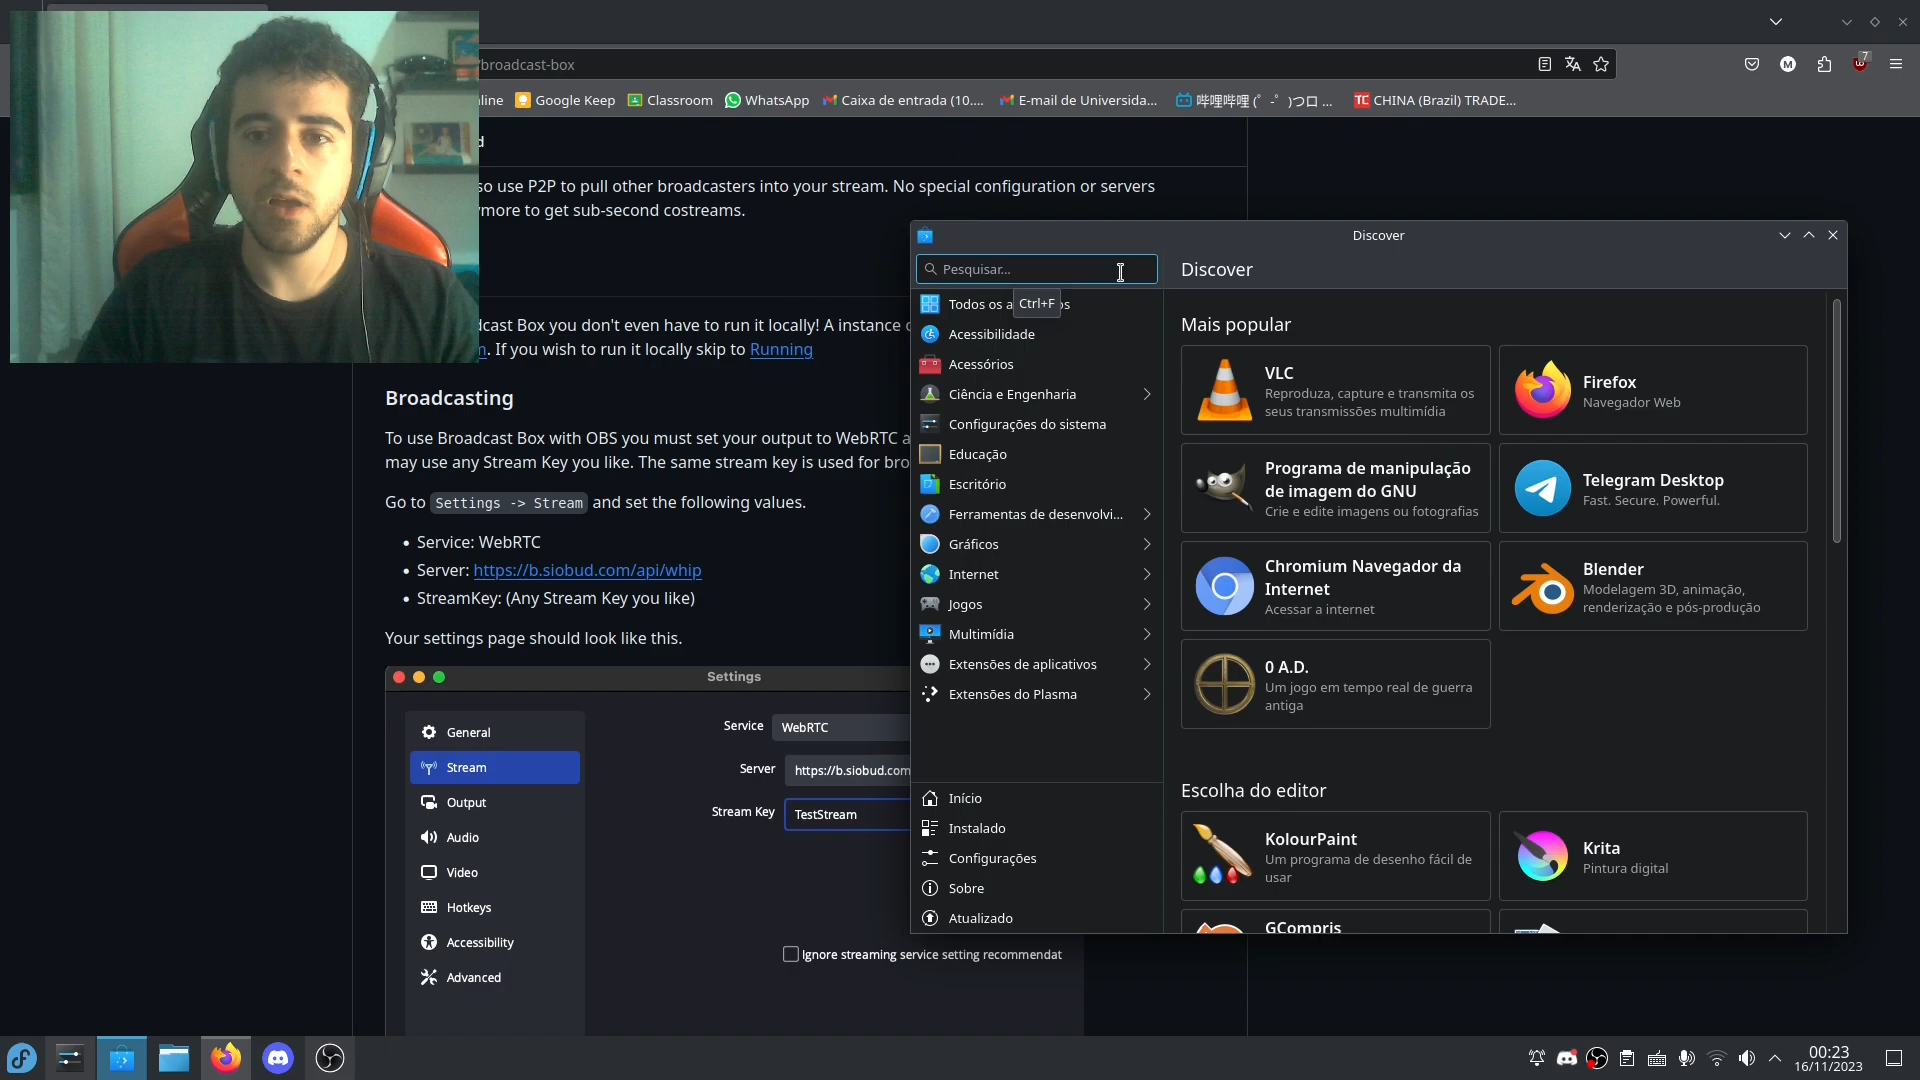 /broadcast-box
7
M
line
Google Keep
Classroom
WhatsApp
Caixa de entrada (10....
E-mail de Universida...
哔哩哔哩 (゜-゜)つロ ...
CHINA (Brazil) TRADE...
d
so use P2P to pull other broadcasters into your stream. No special configuration or servers
ymore to get sub-second costreams.
dcast Box you don't even have to run it locally! A instance
. If you wish to run it locally skip to Running
Broadcasting
To use Broadcast Box with OBS you must set your output to WebRTC a
may use any Stream Key you like. The same stream key is used for bro
Go to Settings -> Stream and set the following values.
• Service: WebRTC
• Server: https://b.siobud.com/api/whip
• StreamKey: (Any Stream Key you like)
Your settings page should look like this.
Settings
General
Stream
Output
Audio
Video
Hotkeys
Accessibility
Advanced
Service WebRTC
Server https://b.siobud.com
Stream Key TestStream
Ignore streaming service setting recommendat
Discover
Pesquisar...
Ctrl+F
Todos os a
os
Acessibilidade
Acessórios
Ciência e Engenharia
Configurações do sistema
Educação
Escritório
Ferramentas de desenvolvi...
Gráficos
Internet
Jogos
Multimídia
Extensões de aplicativos
Extensões do Plasma
Início
Instalado
Configurações
Sobre
Atualizado
Discover
Mais popular
VLC
Reproduza, capture e transmita os
seus transmissões multimídia
Firefox
Navegador Web
Programa de manipulação
de imagem do GNU
Crie e edite imagens ou fotografias
Telegram Desktop
Fast. Secure. Powerful.
Chromium Navegador da
Internet
Acessar a internet
Blender
Modelagem 3D, animação,
renderização e pós-produção
0 A.D.
Um jogo em tempo real de guerra
antiga
Escolha do editor
KolourPaint
Um programa de desenho fácil de
usar
Krita
Pintura digital
GCompris
00:23
16/11/2023